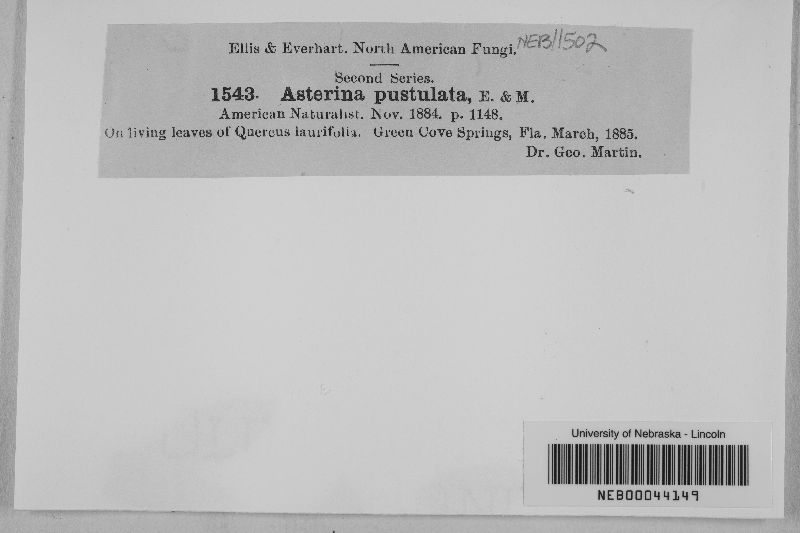 Ellis & Everhart. North American Fungi.
NEB11502
Second Series.
1543. Asterina pustulata, E. & M.
American Naturalist. Nov. 1884. p. 1148.
On living leaves of Quercus laurifolia. Green Cove Springs, Fla. March, 1885.
Dr. Geo. Martin.
University of Nebraska - Lincoln
NEB00044149